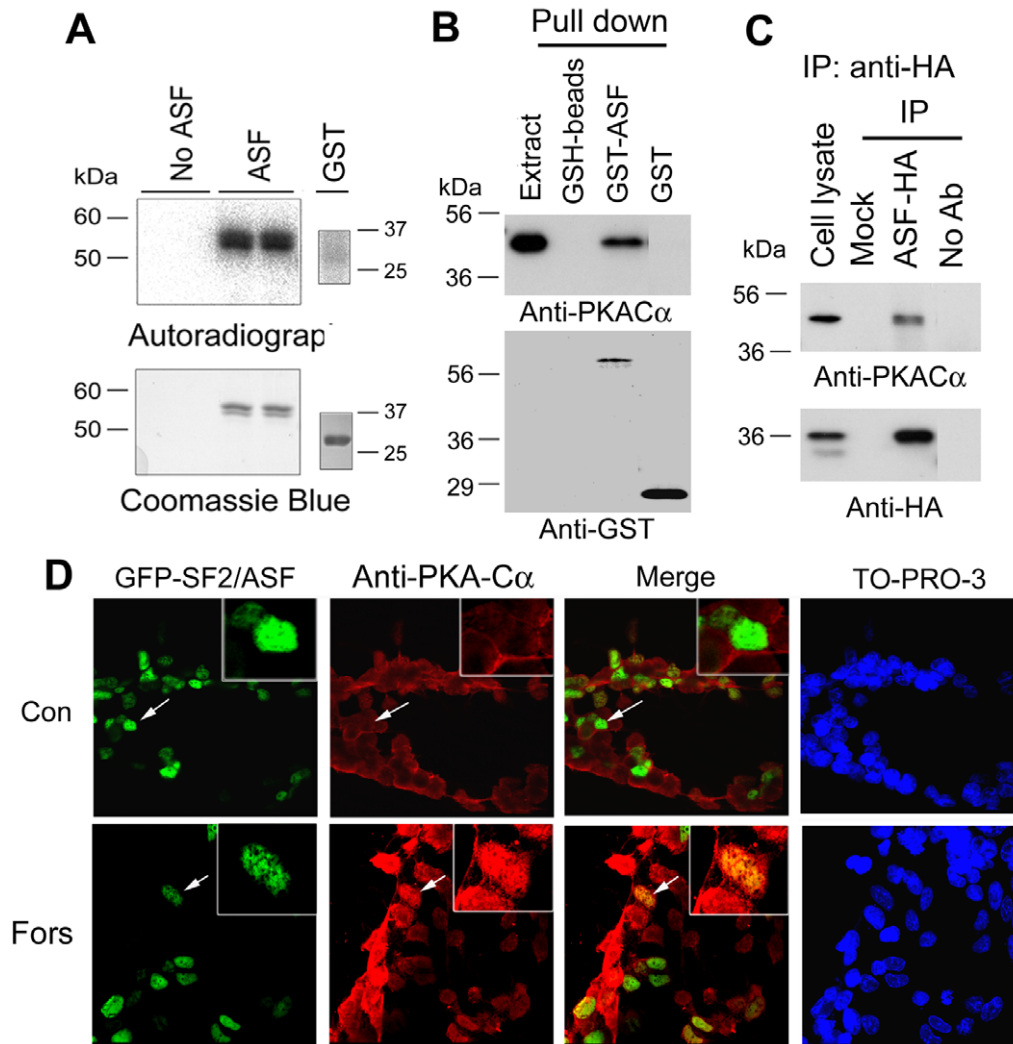 A
No ASF
ASF
GST
kDa
60
50
37
25
Autoradiograp
60
50
37
25
Coomassie Blue
B
Pull down
Extract
GSH-beads
GST-ASF
GST
kDa
56
36
Anti-PKACα
56
36
29
Anti-GST
C
IP: anti-HA
IP
Cell lysate
Mock
ASF-HA
No Ab
kDa
56
36
Anti-PKACα
36
Anti-HA
D
GFP-SF2/ASF
Anti-PKA-Cα
Merge
TO-PRO-3
Con
Fors